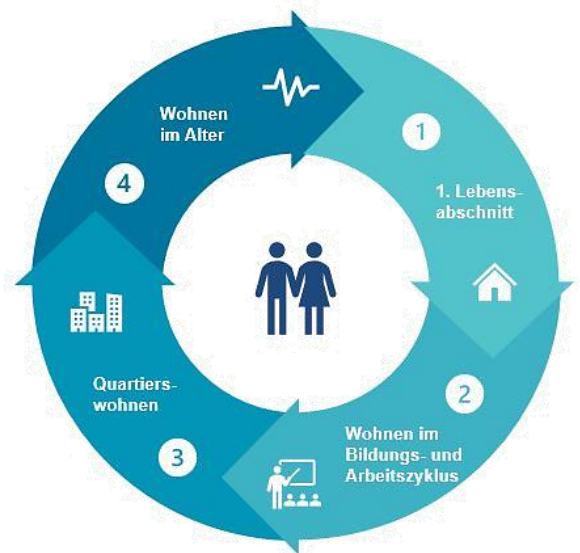 1
1. Lebens-
abschnitt
2
Wohnen im
Bildungs- und
Arbeitszyklus
3
Quartiers-
wohnen
4
Wohnen
im Alter